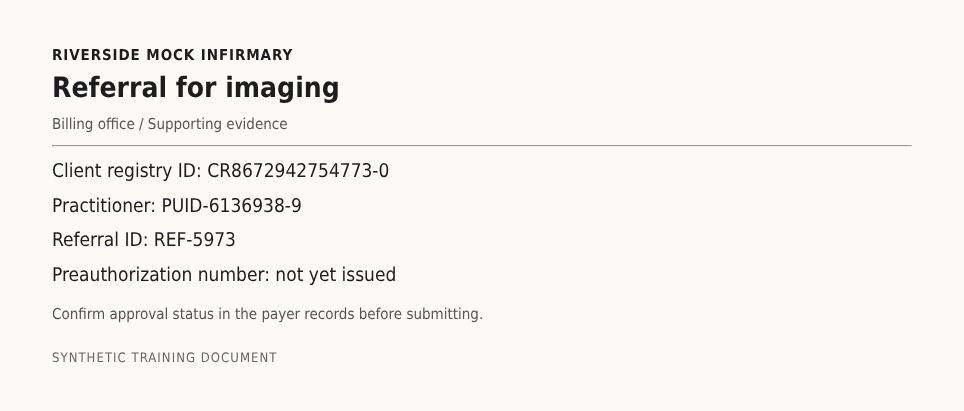 RIVERSIDE MOCK INFIRMARY
Referral for imaging
Billing office / Supporting evidence
Client registry ID: CR8672942754773-0
Practitioner: PUID-6136938-9
Referral ID: REF-5973
Preauthorization number: not yet issued
Confirm approval status in the payer records before submitting.
SYNTHETIC TRAINING DOCUMENT